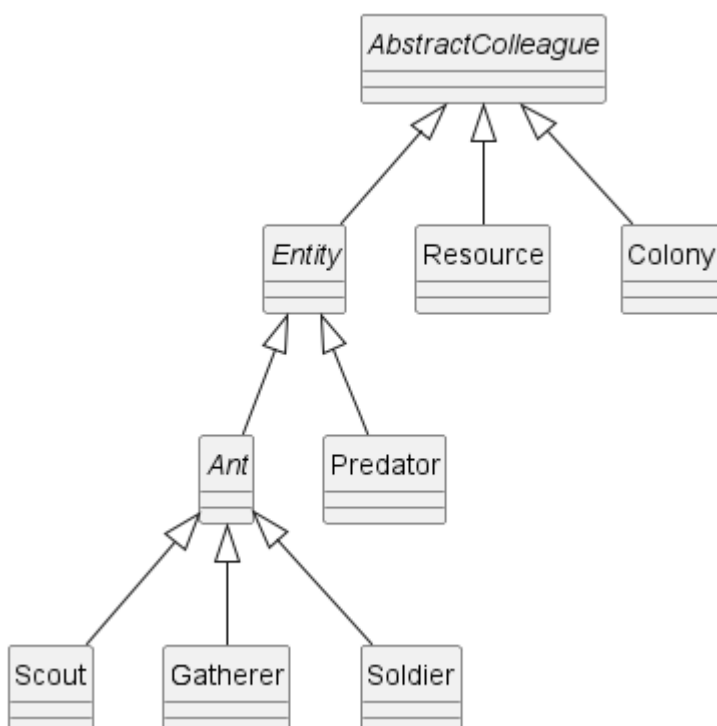 AbstractColleague
Entity
Resource
Colony
Ant
Predator
Scout
Gatherer
Soldier